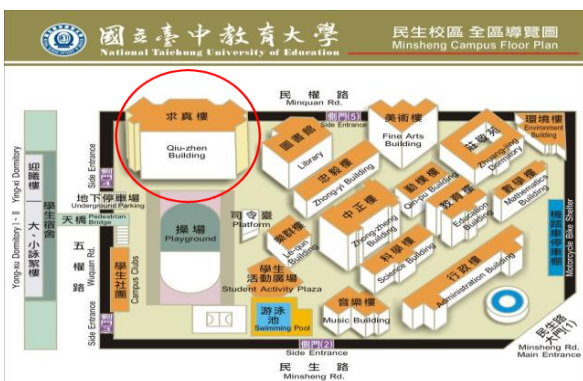 國立臺中教育大學
National Taichung University of Education
民生校區 全區導覽圖
Minsheng Campus Floor Plan
民權路
Minquan Rd.
側門(5)
Side Entrance
求真樓
Qiu-zhen
Building
圖書館
Library
美術樓
Fine Arts
Building
莊敬苑
Zhuangjing
Dormitory
環境樓
Environment
Building
忠毅樓
Zhong-yi Building
勤樸樓
Qin-pu Building
教育樓
Education
Building
數學樓
Mathematics
Building
中正樓
Zhong-zheng Building
科學樓
Science Building
行政樓
Administration Building
機踏車停車棚
Motorcycle Bike Shelter
迎曦樓
Ying-xi Dormitory
學生宿舍
大、小詠絮樓
Yong-xu Dormitory I、II
側門
Side Entrance
地下停車場
Underground Parking
天橋
Pedestrian
Bridge
五權路
Wuquan Rd.
學生社團
Campus Clubs
側門
Side Entrance
操場
Playground
司令臺
Platform
樂群樓
Le-qun Building
學生
活動廣場
Student Activity Plaza
游泳
池
Swimming Pool
音樂樓
Music Building
側門(2)
Side Entrance
民生路
Minsheng Rd.
民生路
大門(1)
Minsheng Rd.
Main Entrance